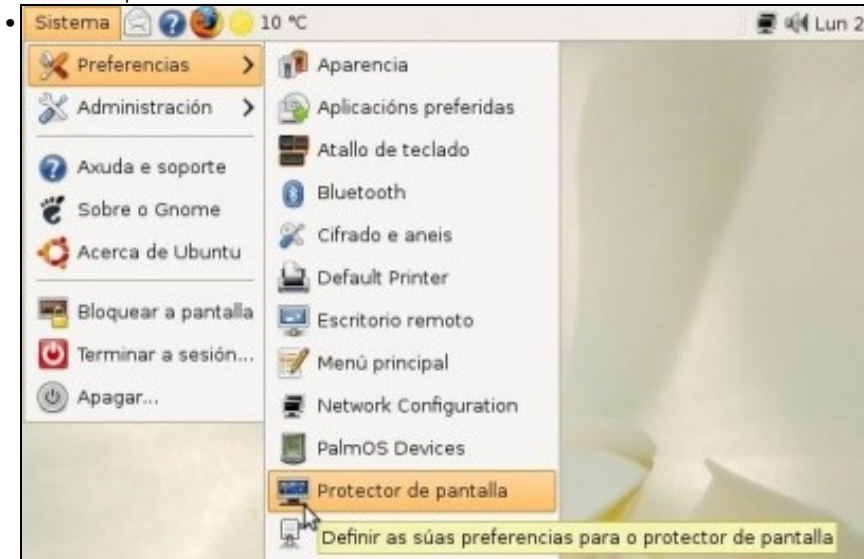 Sistema 10 °C Lun 2
Preferencias
Administración
Axuda e soporte
Sobre o Gnome
Acerca de Ubuntu
Bloquear a pantalla
Terminar a sesión...
Apagar...
Aparencia
Aplicacións preferidas
Atallo de teclado
Bluetooth
Cifrado e aneis
Default Printer
Escritorio remoto
Menú principal
Network Configuration
PalmOS Devices
Protector de pantalla
Definir as súas preferencias para o protector de pantalla